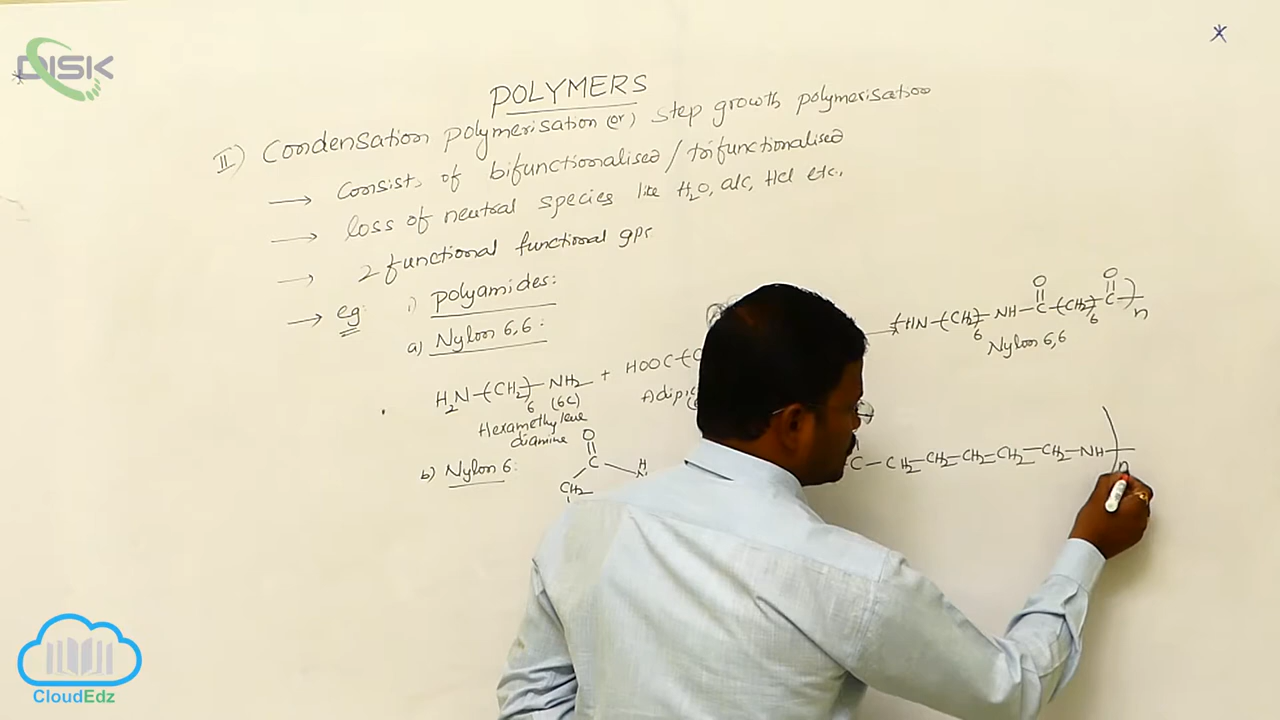 DISK
POLYMERS
II) Condensation polymerisation (or) step growth polymerisation
→ consists of bifunctionalised / trifunctionalised
→ loss of neutral species like H2O, alc, HCl etc.,
→ 2 functional functional gps
→ eg: i) polyamides:
a) Nylon 6,6:
H2N-(CH2)6-NH2 + HOOC-(C
(6C)
Hexamethylene
diamine
Adipi
→ (HN-(CH2)6-NH-C-(CH2)6-C)n
O O
Nylon 6,6
b) Nylon 6:
O
C H
N
CH2
C-CH2-CH2-CH2-CH2-CH2-NH)n
CloudEdz